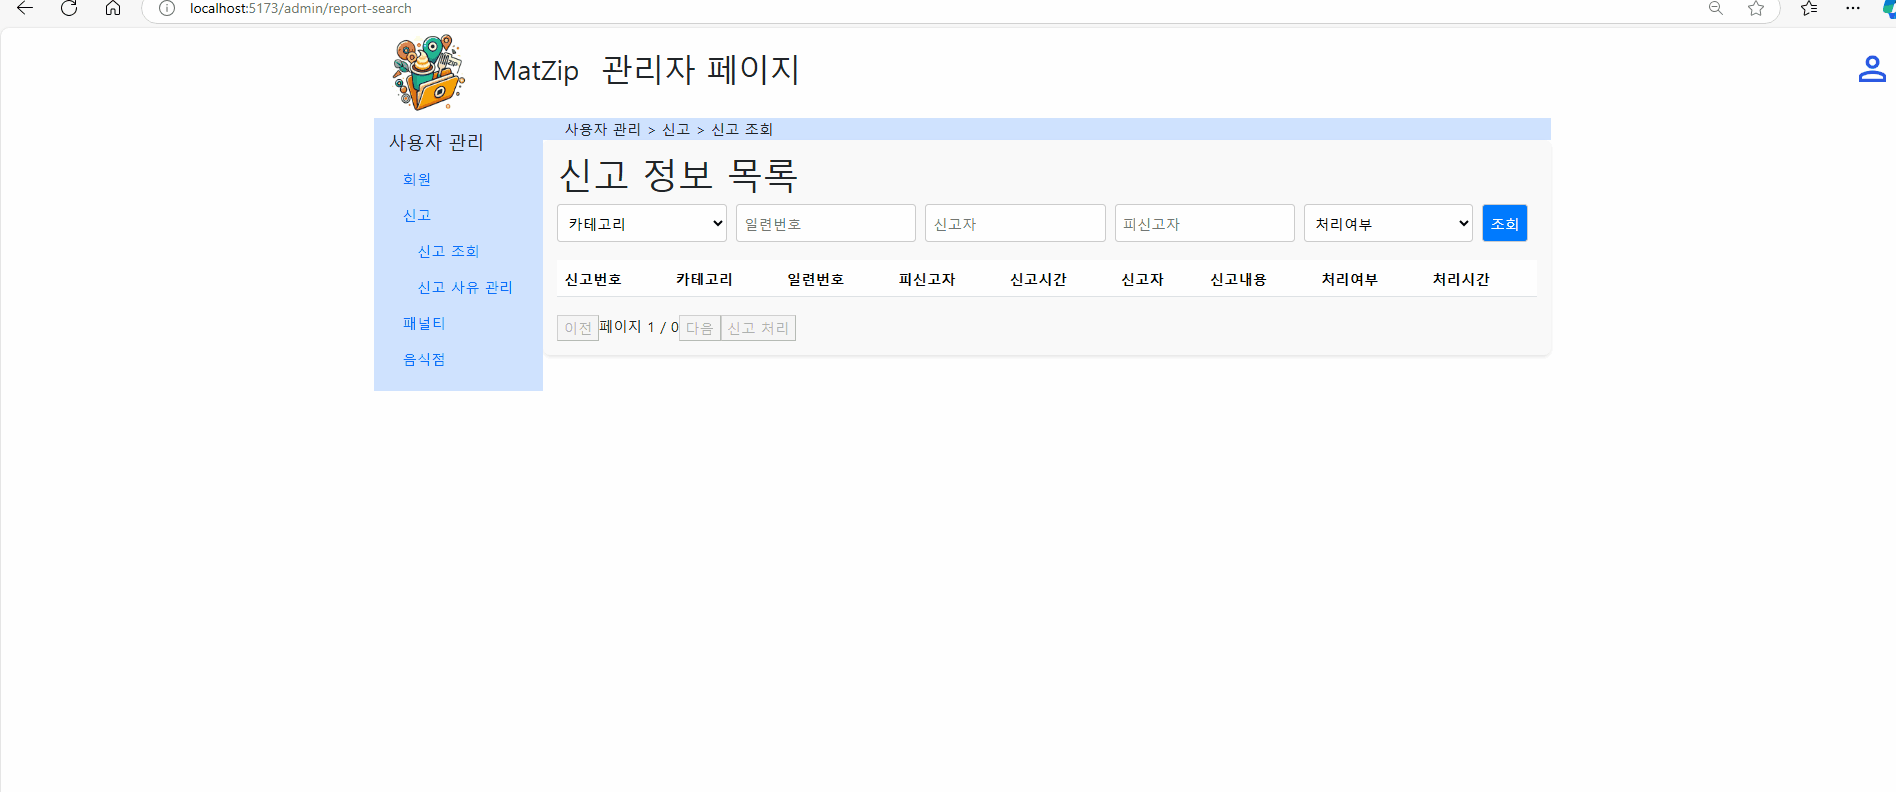 localhost:5173/admin/report-search
ZIP
MatZip 관리자 페이지
사용자 관리
회원
신고
신고 조회
신고 사유 관리
패널티
음식점
사용자 관리 > 신고 > 신고 조회
신고 정보 목록
카테고리 일련번호 신고자 피신고자 처리여부 조회
신고번호 카테고리 일련번호 피신고자 신고시간 신고자 신고내용 처리여부 처리시간
이전 페이지 1 / 0 다음 신고 처리